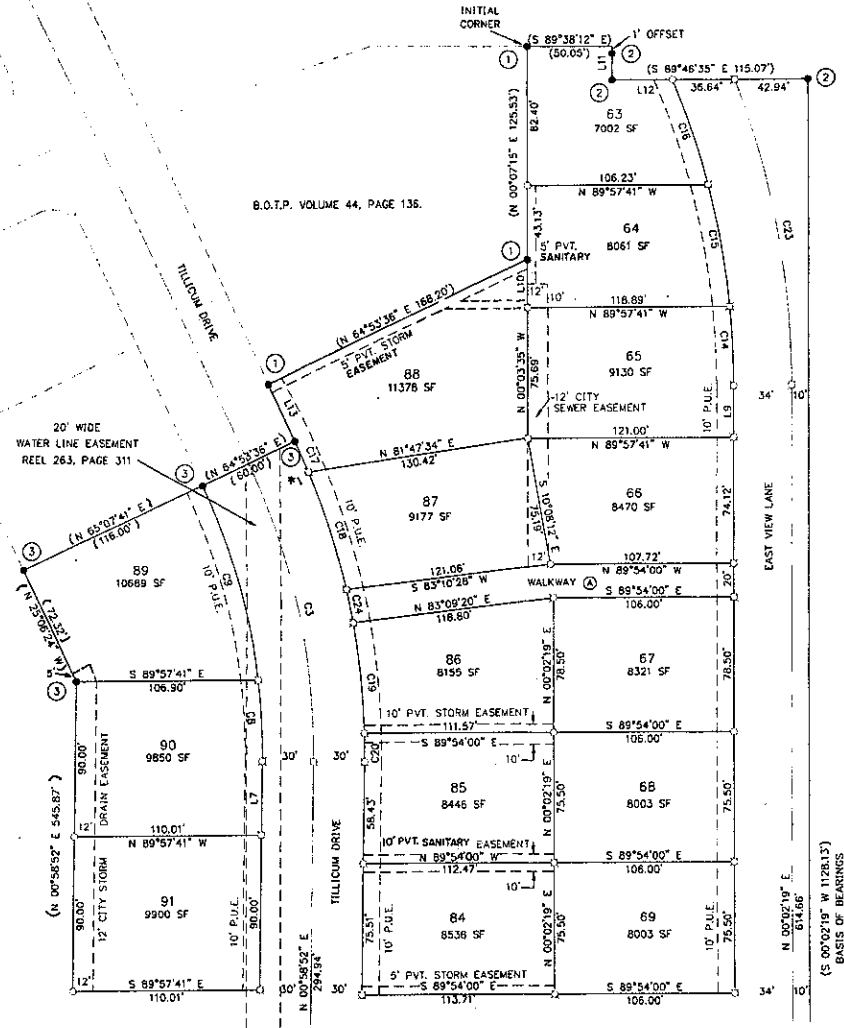 INITIAL
CORNER
(S 89°38'12" E)
(50.05')
1' OFFSET
1
2
L11
2
(S 89°46'35" E 115.07')
L12
35.64'
42.94'
2
(N 00°07'15" E 125.53')
82.40'
63
7002 SF
C16
106.23'
N 89°57'41" W
B.O.T.P. VOLUME 44, PAGE 136.
43.13'
64
8061 SF
C15
C23
1
5' PVT.
SANITARY
L10
12'
10'
118.89'
N 89°57'41" W
TILLICUM DRIVE
(N 64°53'36" E 168.20')
5' PVT. STORM
EASEMENT
88
11378 SF
N 00°03'35" W
75.69'
65
9130 SF
C14
10' P.U.E.
L9
34'
10'
1
L13
12' CITY
SEWER EASEMENT
20' WIDE
WATER LINE EASEMENT
REEL 263, PAGE 311
(N 64°53'36" E)
(60.00')
3
3
C17
*1
N 81°47'34" E
130.42'
121.00'
N 89°57'41" W
(N 65°07'41" E)
(116.00')
87
9177 SF
10' P.U.E.
C18
S 10°08'12" E
75.19'
66
8470 SF
74.12'
EAST VIEW LANE
3
89
10689 SF
10' P.U.E.
C9
121.06'
S 83°10'28" W
12'
107.72'
N 89°54'00" W
WALKWAY A
20'
(72.32')
(N 25°06'24" W)
C3
C24
N 83°09'20" E
118.80'
S 89°54'00" E
106.00'
5'
3
S 89°57'41" E
106.90'
C19
86
8155 SF
N 00°02'19" E
78.50'
67
8321 SF
78.50'
C8
10' PVT. STORM EASEMENT
111.57'
S 89°54'00" E
S 89°54'00" E
106.00'
90.00'
DRAIN EASEMENT
90
9850 SF
30'
30'
C20
10'
L7
85
8446 SF
58.43'
N 00°02'19" E
75.50'
68
8003 SF
75.50'
12'
110.01'
N 89°57'41" W
TILLICUM DRIVE
10' PVT. SANITARY EASEMENT
N 89°54'00" W
112.47
10'
S 89°54'00" E
106.00'
(N 00°58'52" E 545.87')
90.00'
12' CITY STORM
91
9900 SF
10' P.U.E.
90.00'
N 00°58'52" E
294.94'
75.51'
10' P.U.E.
84
8536 SF
N 00°02'19" E
75.50'
69
8003 SF
10' P.U.E.
75.50'
N 00°02'19" E
614.66'
(S 00°02'19" W 1128.13')
BASIS OF BEARINGS
5' PVT. STORM EASEMENT
12'
S 89°57'41" E
110.01'
30'
30'
S 89°54'00" E
113.71'
S 89°54'00" E
106.00'
34'
10'